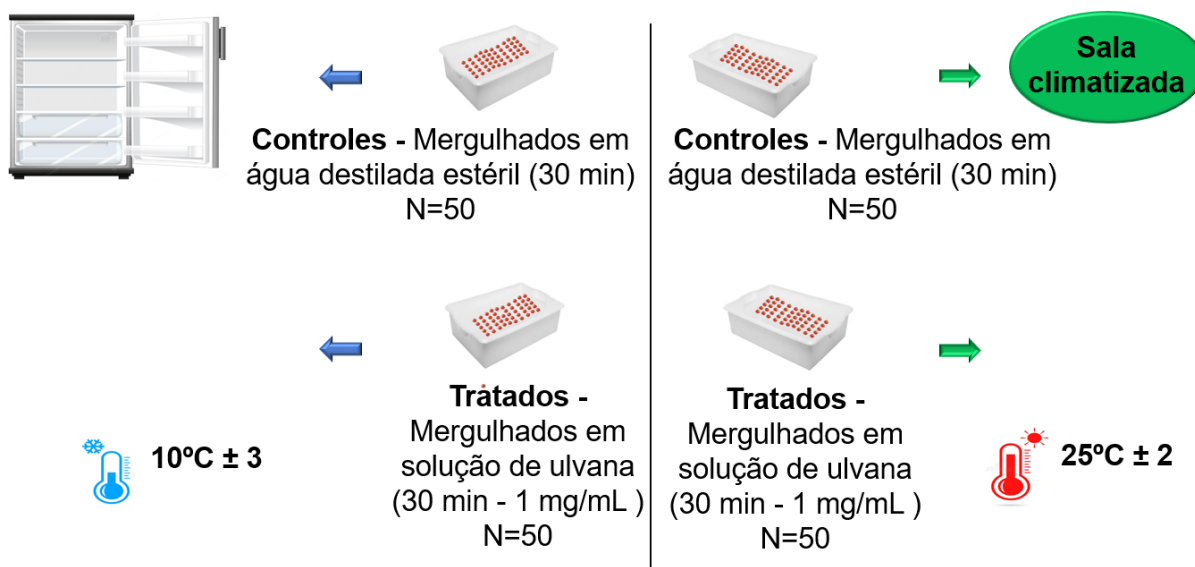 Controles - Mergulhados em
água destilada estéril (30 min)
N=50
Controles - Mergulhados em
água destilada estéril (30 min)
N=50
Sala
climatizada
10ºC ± 3
Tratados -
Mergulhados em
solução de ulvana
(30 min - 1 mg/mL )
N=50
Tratados -
Mergulhados em
solução de ulvana
(30 min - 1 mg/mL )
N=50
25ºC ± 2